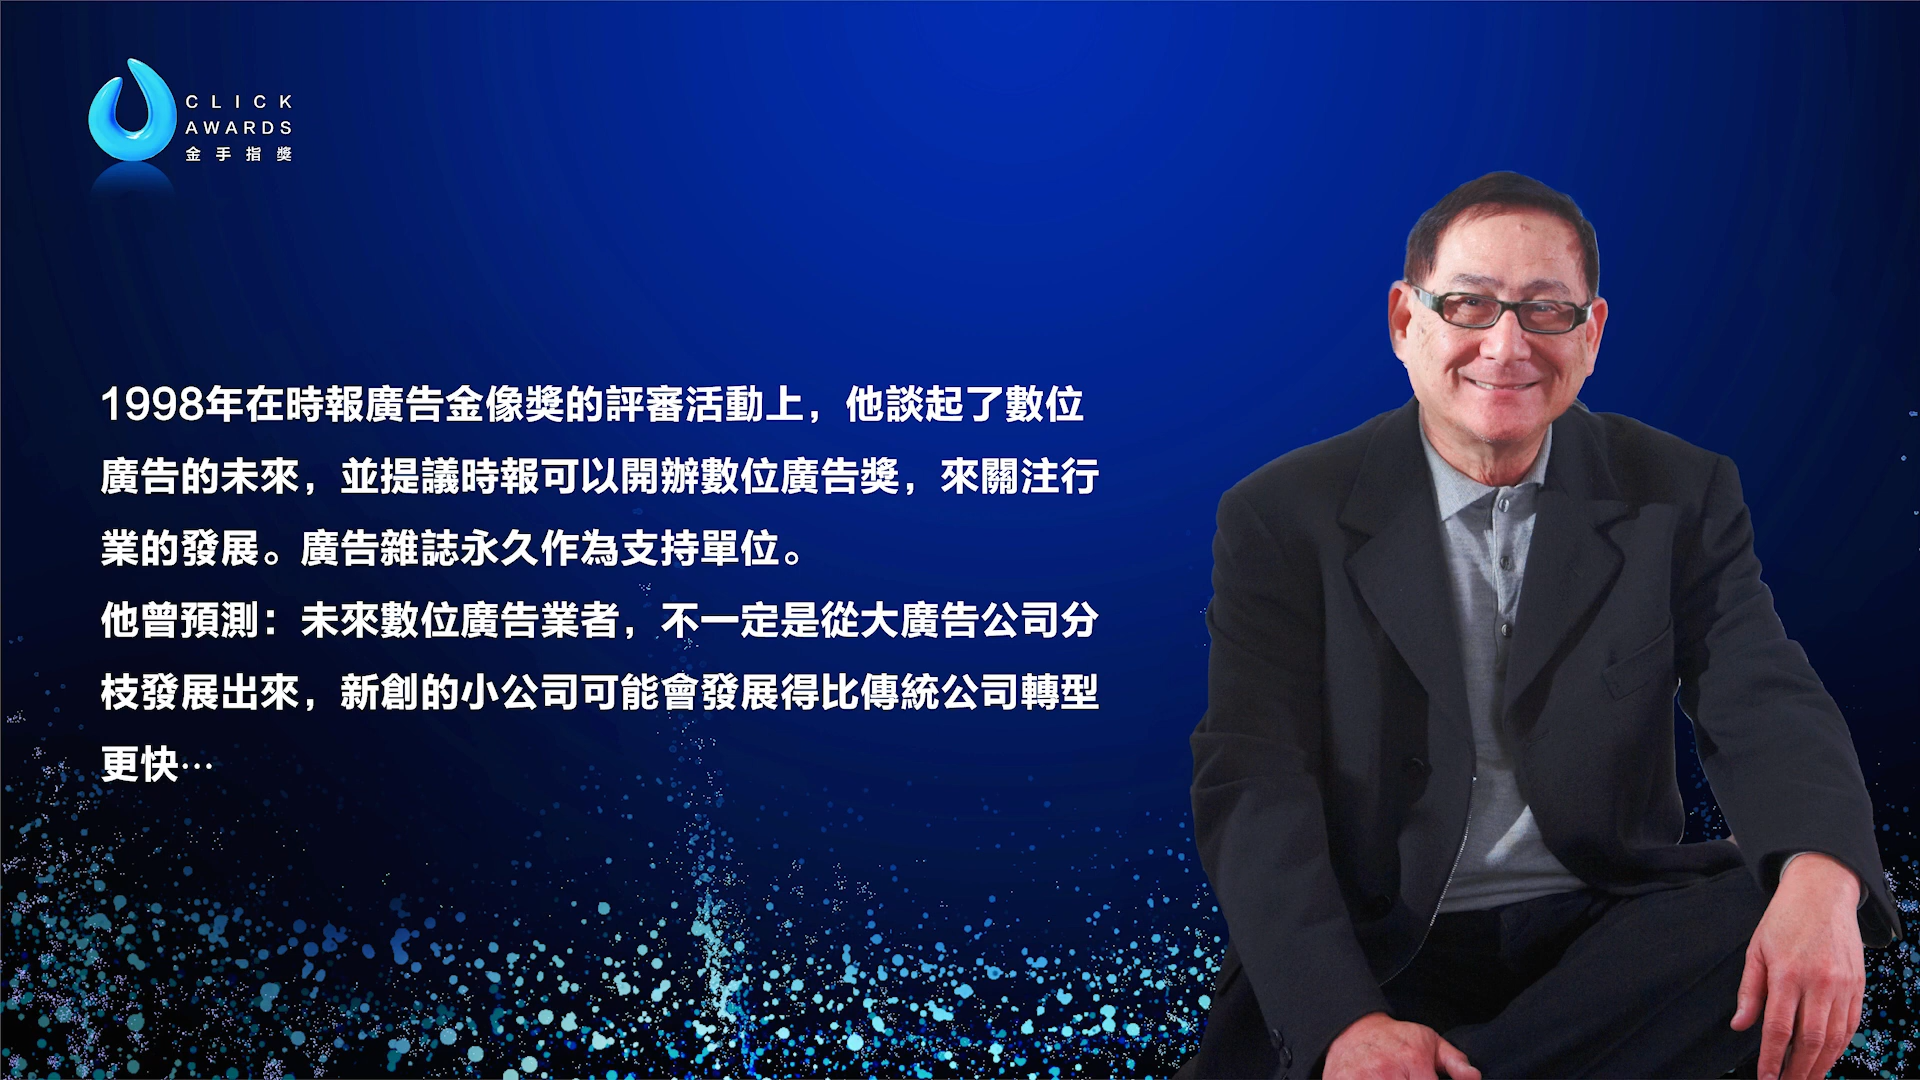 CLICK
AWARDS
金手指獎
1998年在時報廣告金像獎的評審活動上，他談起了數位
廣告的未來，並提議時報可以開辦數位廣告獎，來關注行
業的發展。廣告雜誌永久作為支持單位。
他曾預測：未來數位廣告業者，不一定是從大廣告公司分
枝發展出來，新創的小公司可能會發展得比傳統公司轉型
更快…